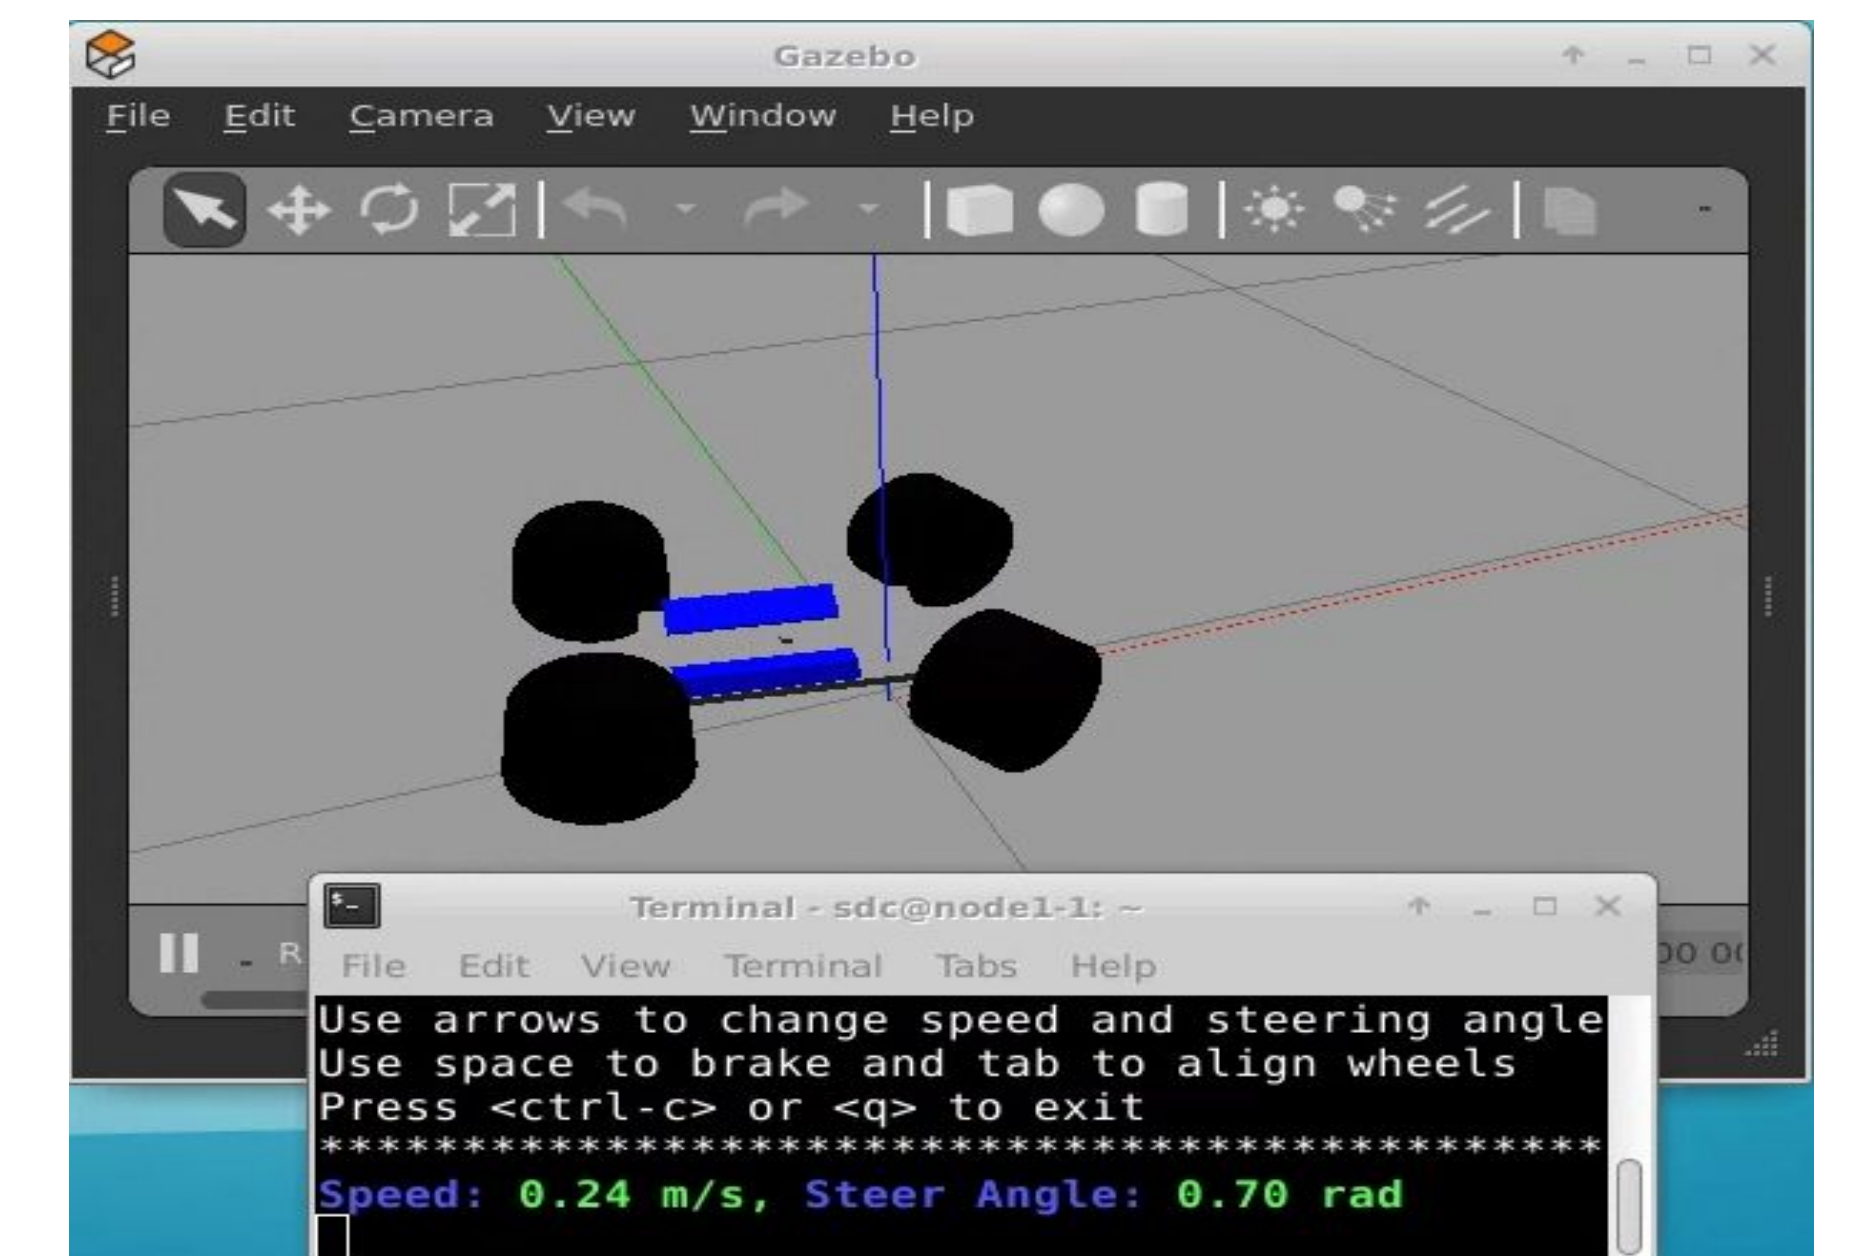 Gazebo
File Edit Camera View Window Help
Terminal - sdc@node1-1: ~
R
00 00
File Edit View Terminal Tabs Help
Use arrows to change speed and steering angle
Use space to brake and tab to align wheels
Press <ctrl-c> or <q> to exit
*********************************************
Speed: 0.24 m/s, Steer Angle: 0.70 rad